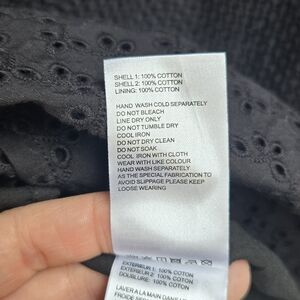 SHELL 1: 100% COTTON
SHELL 2: 100% COTTON
LINING: 100% COTTON
HAND WASH COLD SEPARATELY
DO NOT BLEACH
LINE DRY ONLY
DO NOT TUMBLE DRY
COOL IRON
DO NOT DRY CLEAN
DO NOT SOAK
COOL IRON WITH CLOTH
WEAR WITH LIKE COLOUR
HAND WASH SEPARATELY
AS THE SPECIAL FABRICATION TO
AVOID SLIPPAGE PLEASE KEEP
LOOSE WEARING
EXTERIEUR 1: 100% COTON
EXTERIEUR 2: 100% COTON
DOUBLURE: 100% COTON
LAVER A LA MAIN DANS
FROIDE